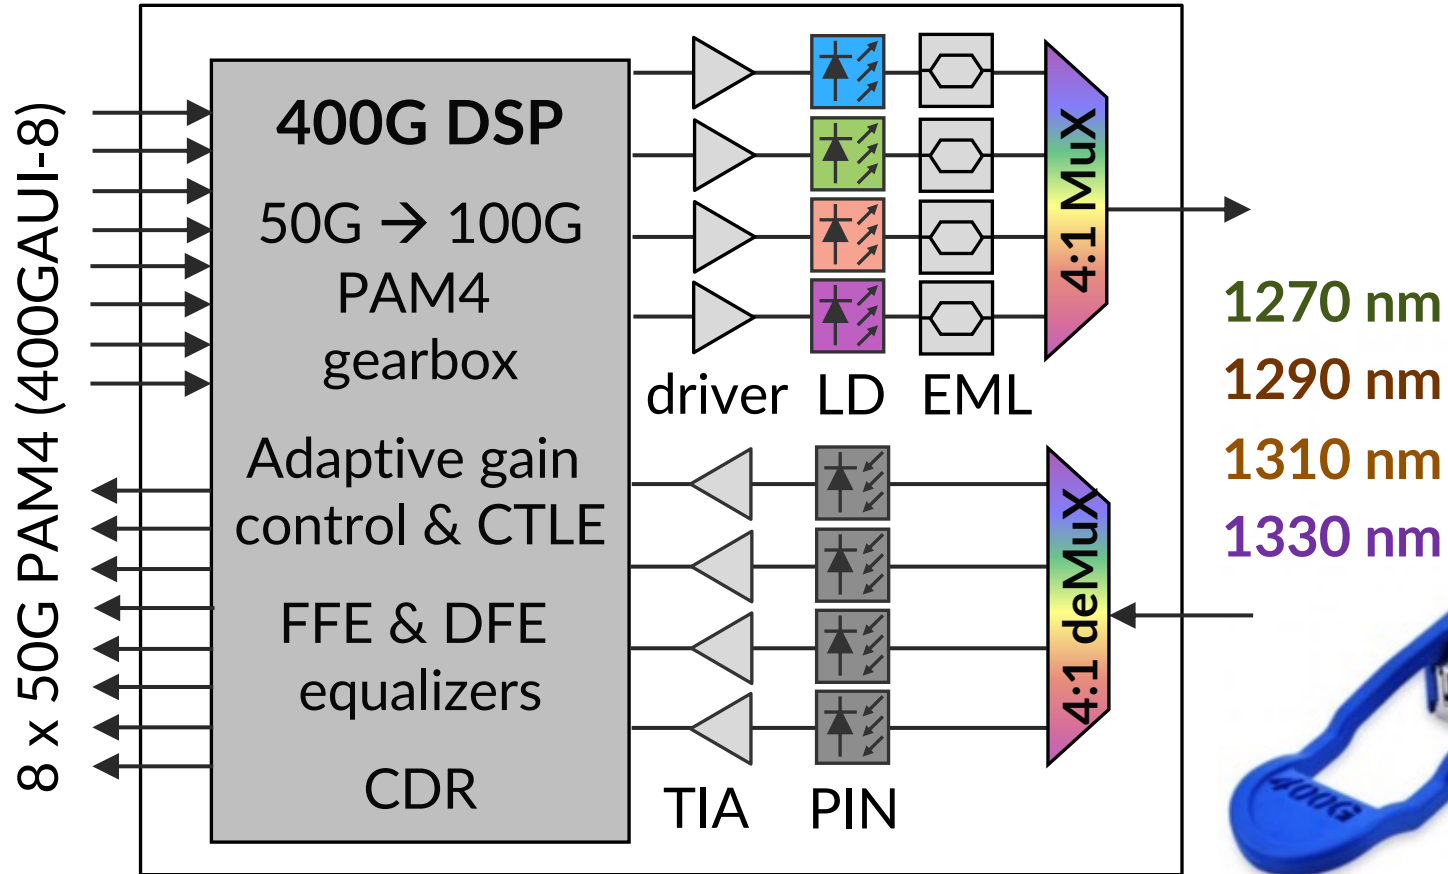 8 x 50G PAM4 (400GAUI-8)
400G DSP
50G → 100G
PAM4
gearbox
Adaptive gain
control & CTLE
FFE & DFE
equalizers
CDR
driver LD EML
TIA PIN
4:1 MuX
4:1 deMuX
1270 nm
1290 nm
1310 nm
1330 nm
400G